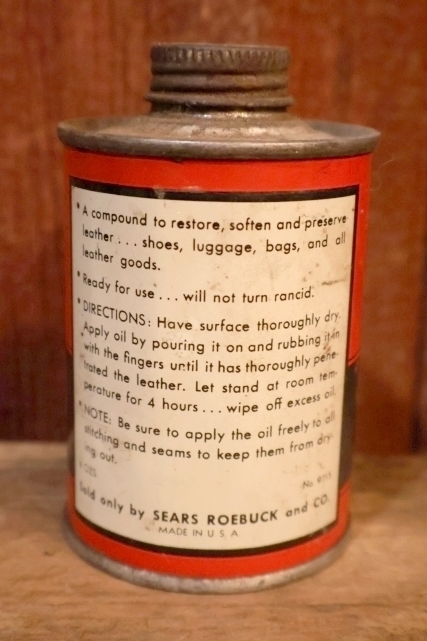 • A compound to restore, soften and preserve
leather . . . shoes, luggage, bags, and all
leather goods.
• Ready for use . . . will not turn rancid.
• DIRECTIONS: Have surface thoroughly dry.
Apply oil by pouring it on and rubbing it in
with the fingers until it has thoroughly pene-
trated the leather. Let stand at room tem-
perature for 4 hours . . . wipe off excess oil.
• NOTE: Be sure to apply the oil freely to all
stitching and seams to keep them from dry-
ing out.
OZS.
No. 9115
Sold only by SEARS ROEBUCK and CO.
MADE IN U. S. A.